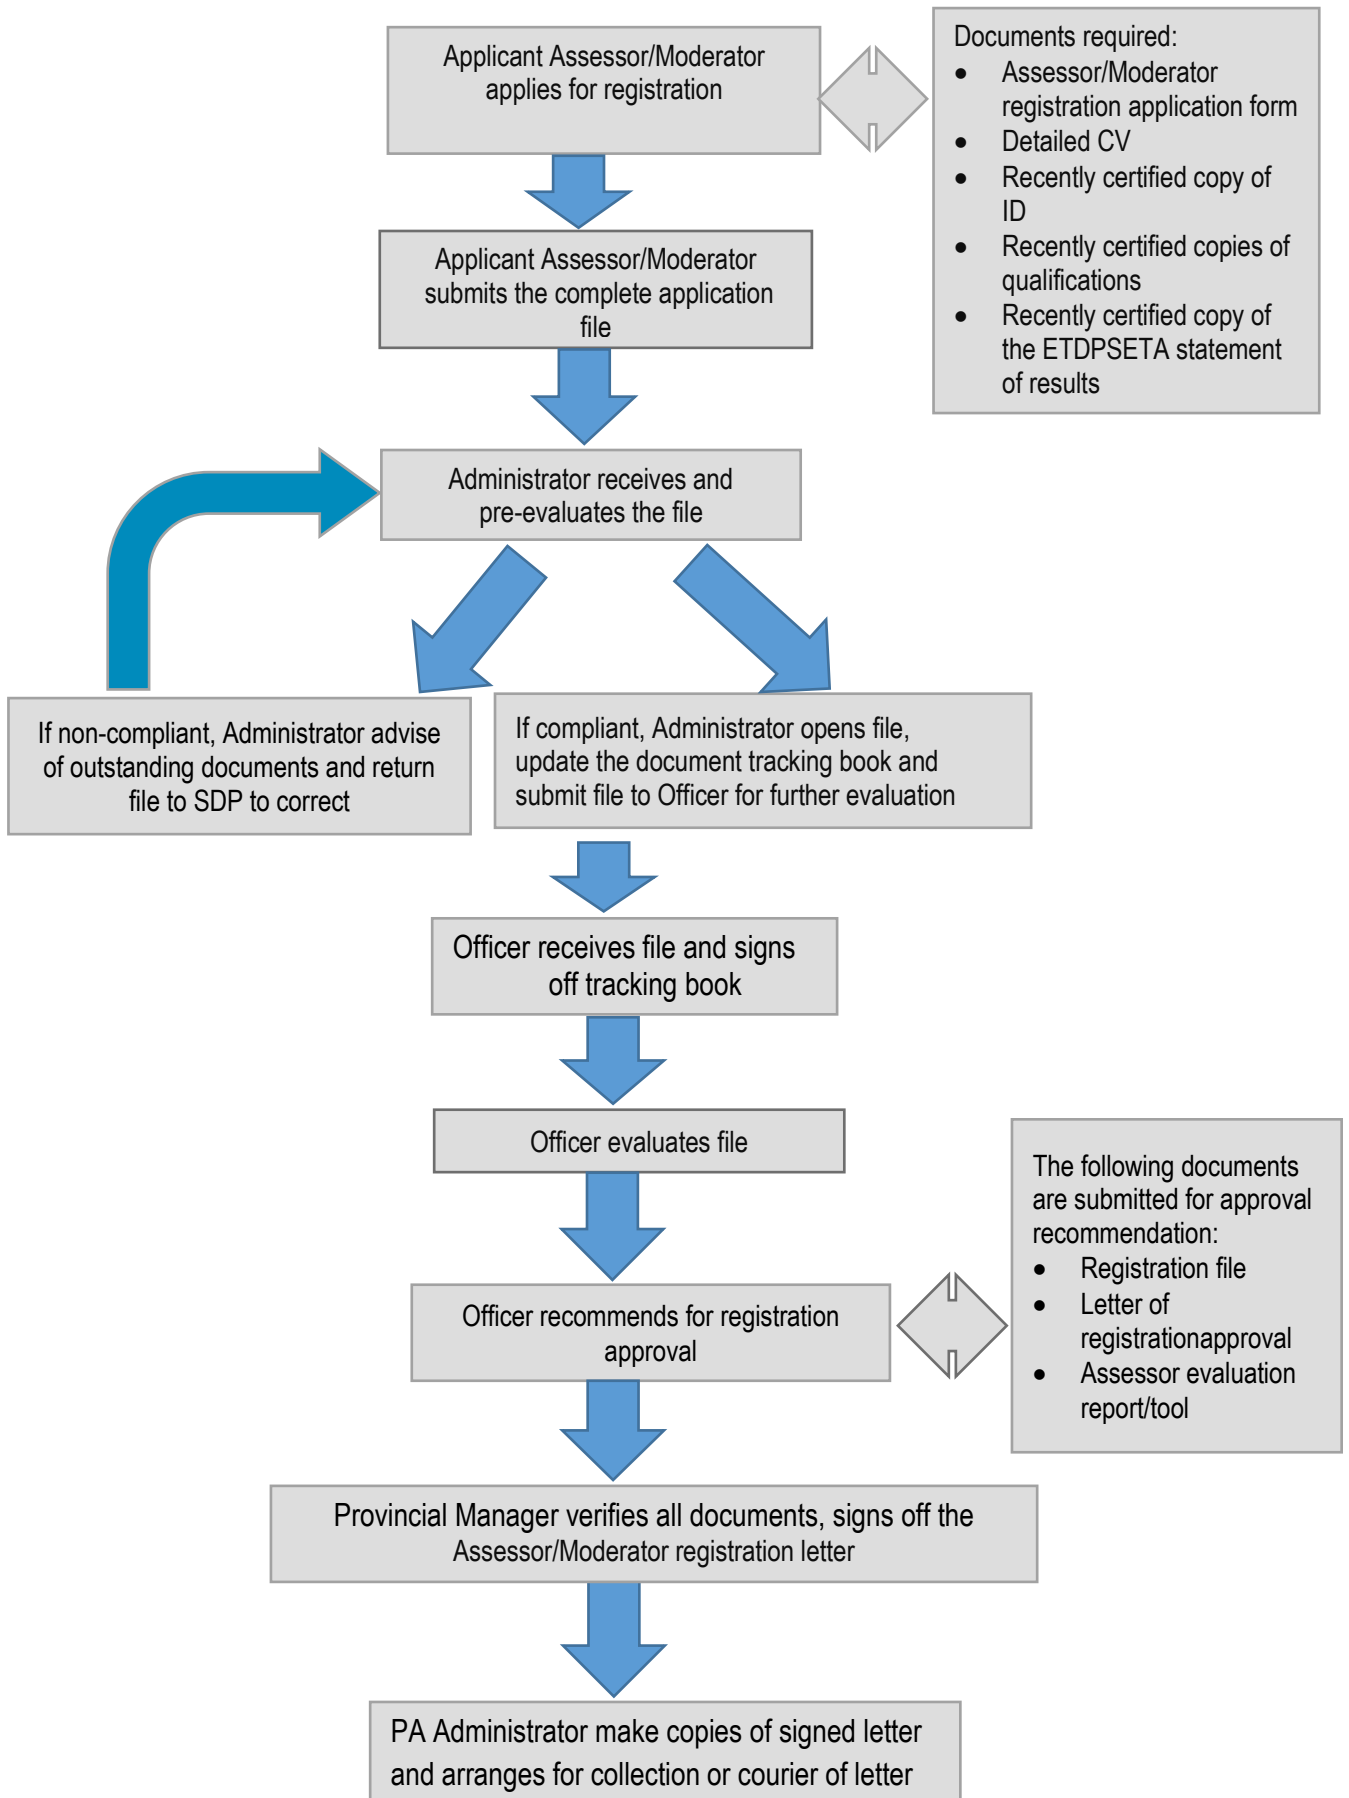 Applicant Assessor/Moderator
applies for registration
Documents required:
• Assessor/Moderator
registration application form
• Detailed CV
• Recently certified copy of
ID
• Recently certified copies of
qualifications
• Recently certified copy of
the ETDPSETA statement
of results
Applicant Assessor/Moderator
submits the complete application
file
Administrator receives and
pre-evaluates the file
If non-compliant, Administrator advise
of outstanding documents and return
file to SDP to correct
If compliant, Administrator opens file,
update the document tracking book and
submit file to Officer for further evaluation
Officer receives file and signs
off tracking book
Officer evaluates file
Officer recommends for registration
approval
The following documents
are submitted for approval
recommendation:
• Registration file
• Letter of
registrationapproval
• Assessor evaluation
report/tool
Provincial Manager verifies all documents, signs off the
Assessor/Moderator registration letter
PA Administrator make copies of signed letter
and arranges for collection or courier of letter